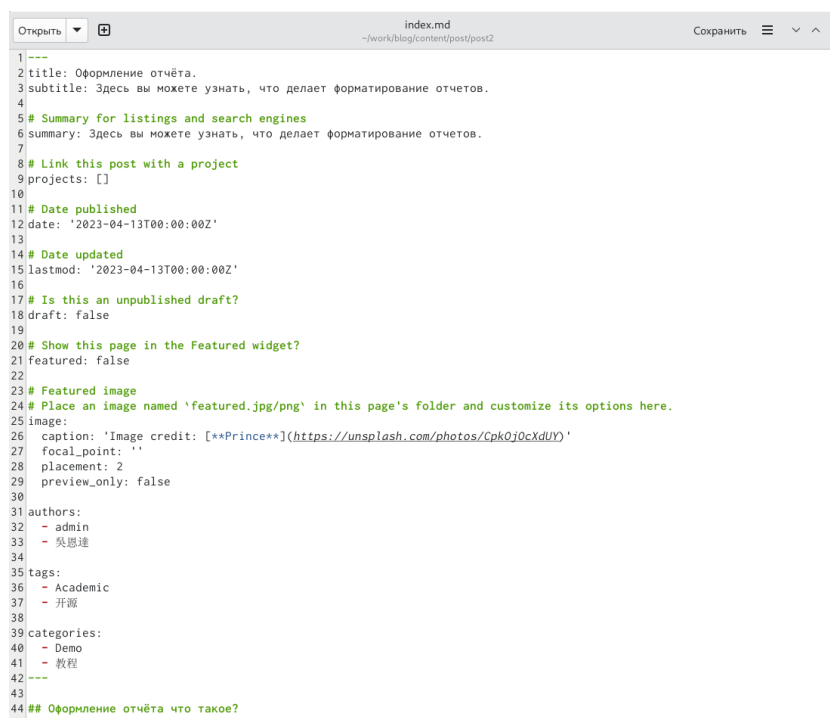 Открыть
index.md
~/work/blog/content/post/post2
Сохранить
1 ---
2 title: Оформление отчёта.
3 subtitle: Здесь вы можете узнать, что делает форматирование отчетов.
4
5 # Summary for listings and search engines
6 summary: Здесь вы можете узнать, что делает форматирование отчетов.
7
8 # Link this post with a project
9 projects: []
10
11 # Date published
12 date: '2023-04-13T00:00:00Z'
13
14 # Date updated
15 lastmod: '2023-04-13T00:00:00Z'
16
17 # Is this an unpublished draft?
18 draft: false
19
20 # Show this page in the Featured widget?
21 featured: false
22
23 # Featured image
24 # Place an image named `featured.jpg/png` in this page's folder and customize its options here.
25 image:
26   caption: 'Image credit: [**Prince**](https://unsplash.com/photos/CpkOjOcXdUY)'
27   focal_point: ''
28   placement: 2
29   preview_only: false
30
31 authors:
32   - admin
33   - 吳恩達
34
35 tags:
36   - Academic
37   - 开源
38
39 categories:
40   - Demo
41   - 教程
42 ---
43
44 ## Оформление отчёта что такое?